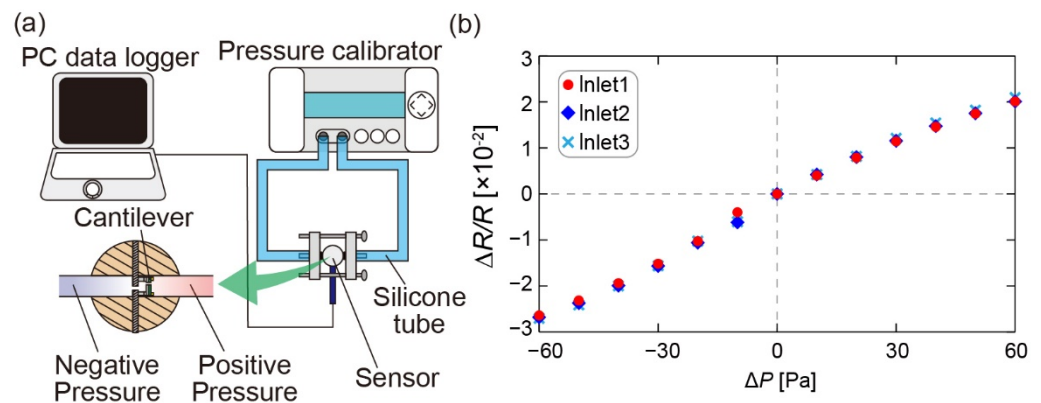 (a)
PC data logger
Pressure calibrator
Cantilever
Silicone
tube
Negative
Pressure
Positive
Pressure
Sensor
(b)
ΔR/R [×10⁻²]
3
2
1
0
−1
−2
−3
Inlet1
Inlet2
Inlet3
−60
−30
0
30
60
ΔP [Pa]